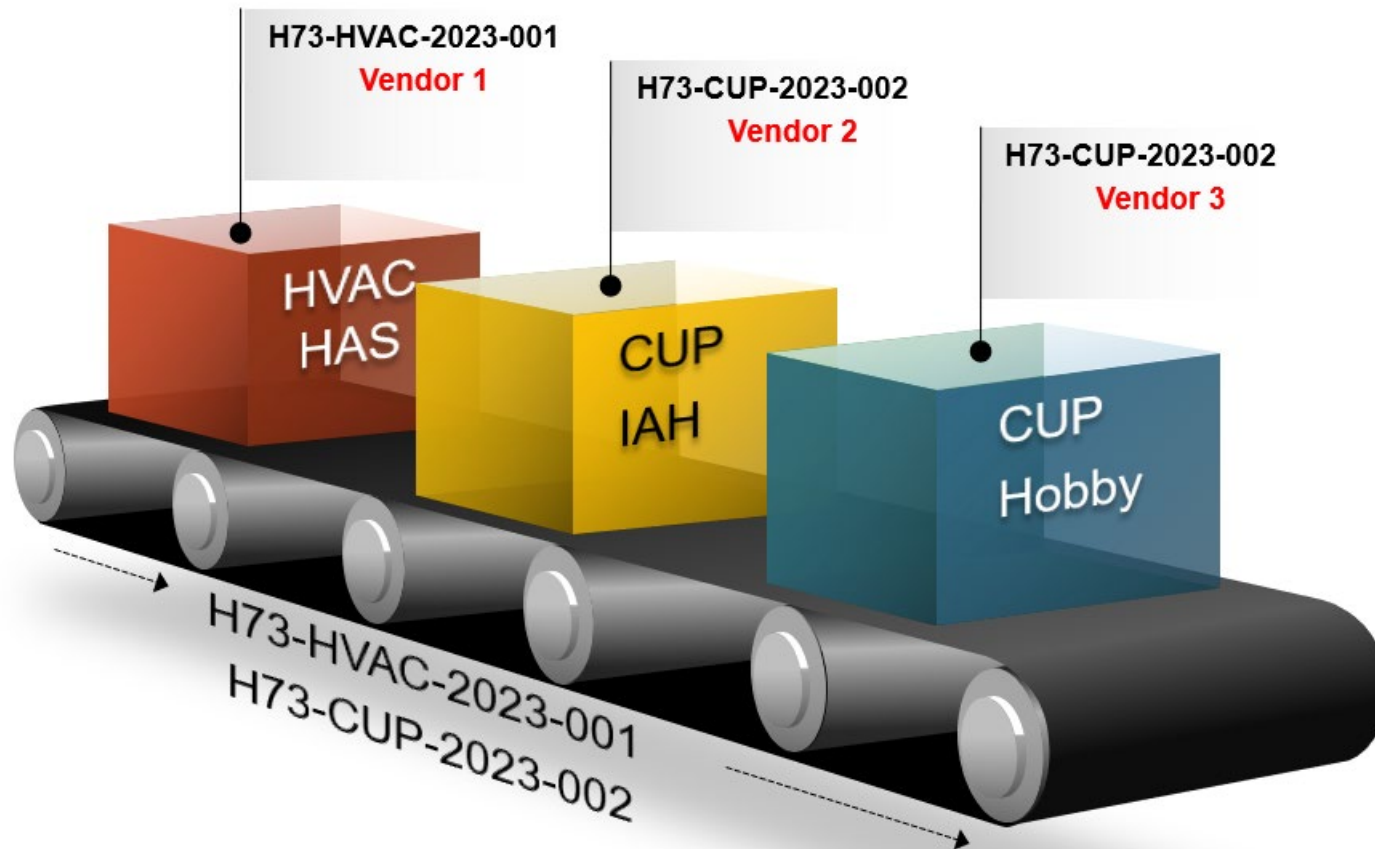 H73-HVAC-2023-001
Vendor 1
H73-CUP-2023-002
Vendor 2
H73-CUP-2023-002
Vendor 3
HVAC
HAS
CUP
IAH
CUP
Hobby
H73-HVAC-2023-001
H73-CUP-2023-002